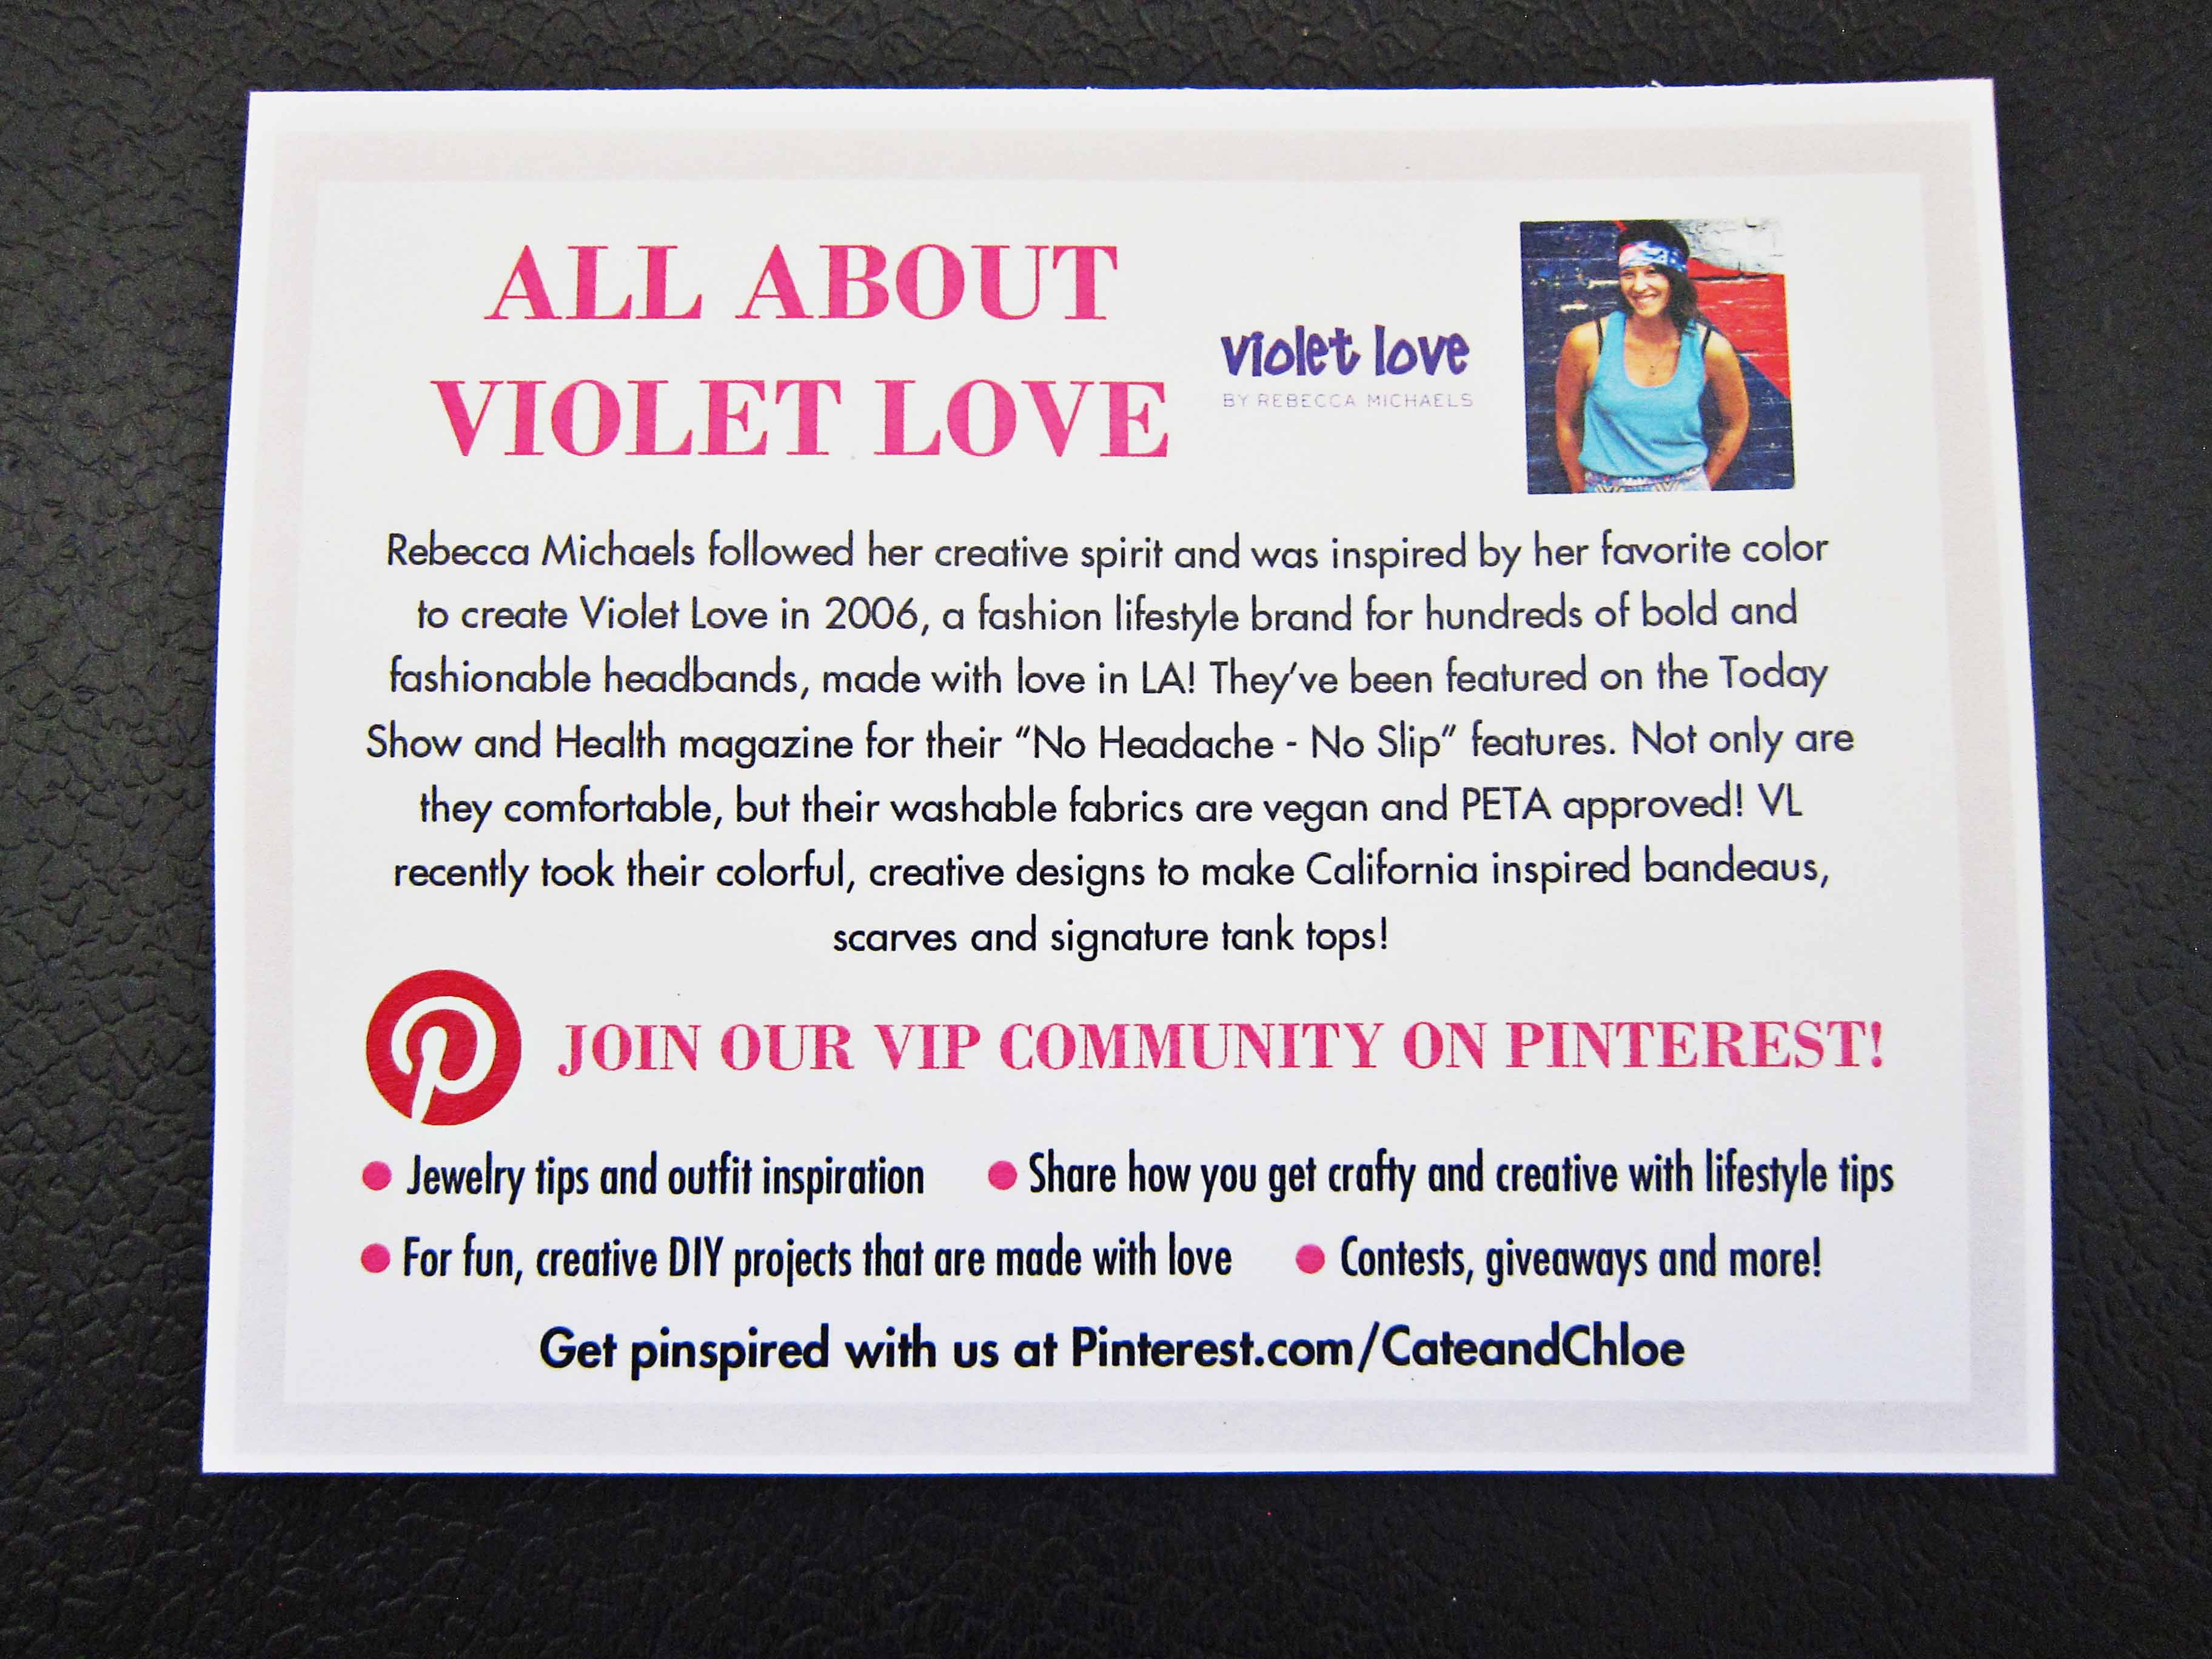 ALL ABOUT
VIOLET LOVE
violet love
BY REBECCA MICHAELS
Rebecca Michaels followed her creative spirit and was inspired by her favorite color
to create Violet Love in 2006, a fashion lifestyle brand for hundreds of bold and
fashionable headbands, made with love in LA! They've been featured on the Today
Show and Health magazine for their “No Headache - No Slip” features. Not only are
they comfortable, but their washable fabrics are vegan and PETA approved! VL
recently took their colorful, creative designs to make California inspired bandeaus,
scarves and signature tank tops!
JOIN OUR VIP COMMUNITY ON PINTEREST!
● Jewelry tips and outfit inspiration ● Share how you get crafty and creative with lifestyle tips
● For fun, creative DIY projects that are made with love ● Contests, giveaways and more!
Get pinspired with us at Pinterest.com/CateandChloe